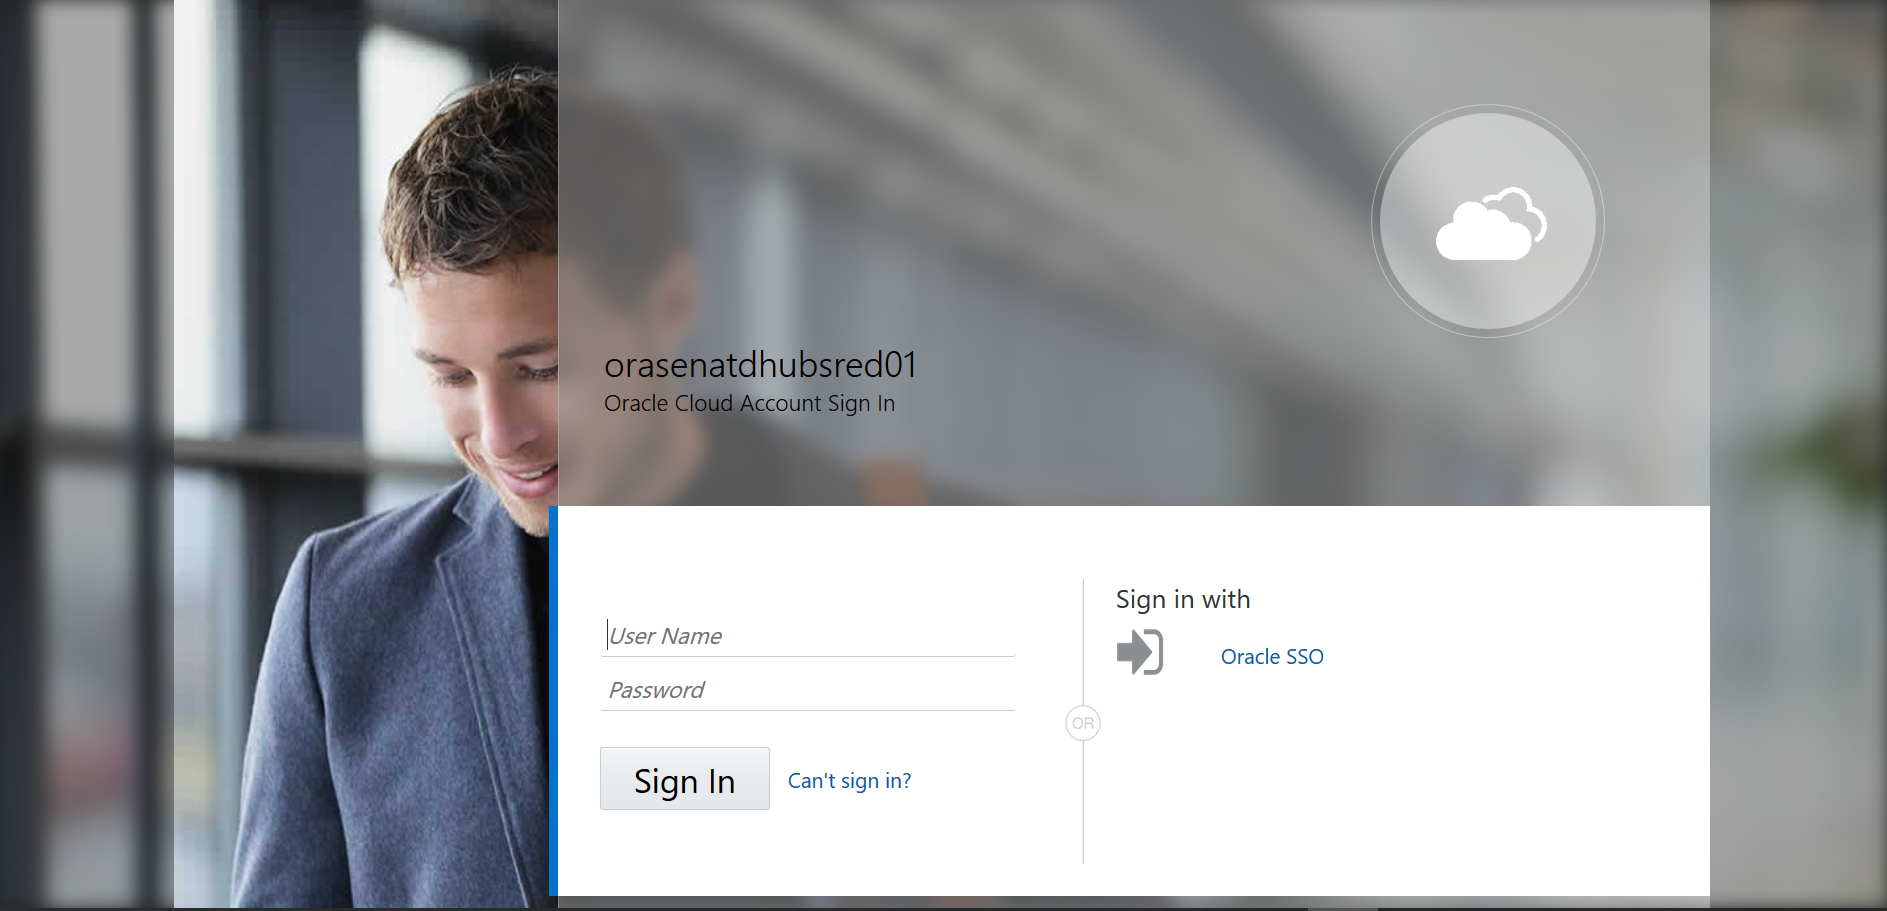 orasenatdhubsred01
Oracle Cloud Account Sign In
User Name
Password
Sign In
Can't sign in?
OR
Sign in with
Oracle SSO